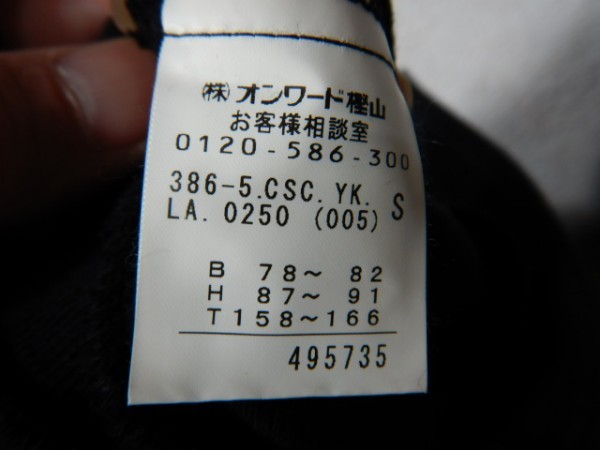 ㈱オンワード樫山
お客様相談室
0120-586-300
386-5.CSC.YK. S
LA.0250 (005)
B 78〜 82
H 87〜 91
T158〜166
495735